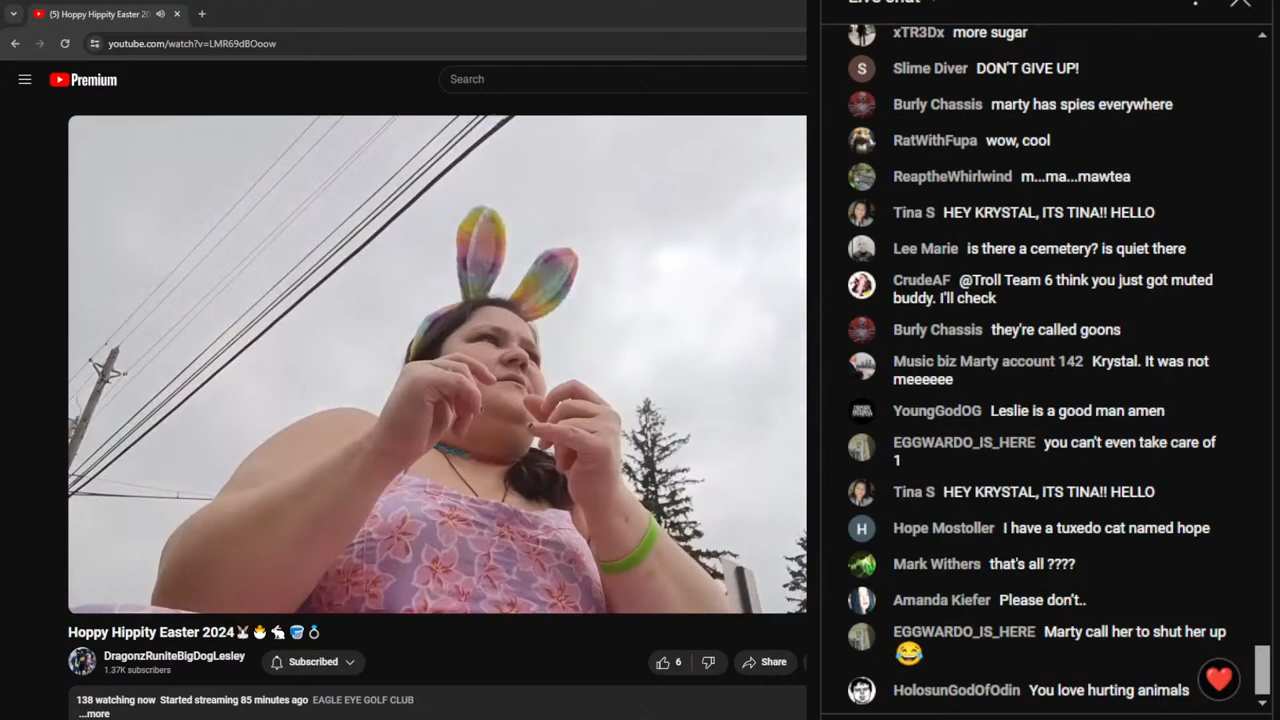 (5) Hoppy Hippity Easter 20
youtube.com/watch?v=LMR69dBOoow
Premium
Search
Hoppy Hippity Easter 2024🐰🐣🐇🪣💍
DragonzRuniteBigDogLesley
1.37K subscribers
Subscribed
6
Share
138 watching now Started streaming 85 minutes ago EAGLE EYE GOLF CLUB
...more
xTR3Dx more sugar
S Slime Diver DON'T GIVE UP!
Burly Chassis marty has spies everywhere
RatWithFupa wow, cool
ReaptheWhirlwind m...ma...mawtea
Tina S HEY KRYSTAL, ITS TINA!! HELLO
Lee Marie is there a cemetery? is quiet there
CrudeAF @Troll Team 6 think you just got muted
buddy. I'll check
Burly Chassis they're called goons
Music biz Marty account 142 Krystal. It was not
meeeeee
YoungGodOG Leslie is a good man amen
EGGWARDO_IS_HERE you can't even take care of
1
Tina S HEY KRYSTAL, ITS TINA!! HELLO
H Hope Mostoller I have a tuxedo cat named hope
Mark Withers that's all ????
Amanda Kiefer Please don't..
EGGWARDO_IS_HERE Marty call her to shut her up
😂
HolosunGodOfOdin You love hurting animals